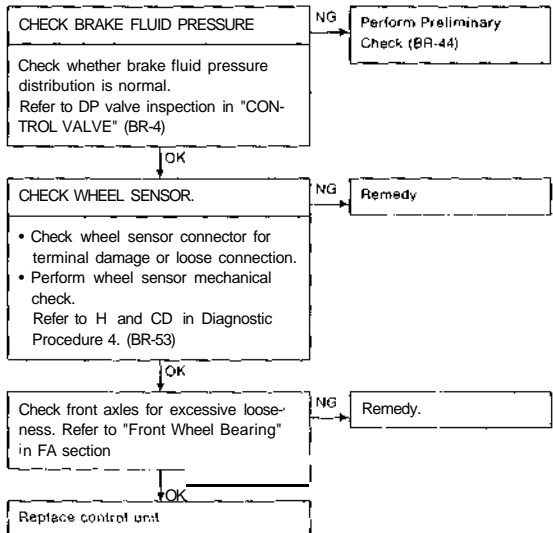 CHECK BRAKE FLUID PRESSURE
NG
Perform Preliminary
Check (BR-44)
Check whether brake fluid pressure
distribution is normal.
Refer to DP valve inspection in "CON-
TROL VALVE" (BR-4)
OK
CHECK WHEEL SENSOR.
NG
Remedy
• Check wheel sensor connector for
terminal damage or loose connection.
• Perform wheel sensor mechanical
check.
Refer to H and CD in Diagnostic
Procedure 4. (BR-53)
OK
Check front axles for excessive loose-
ness. Refer to "Front Wheel Bearing"
in FA section
NG
Remedy.
OK
Replace control unit